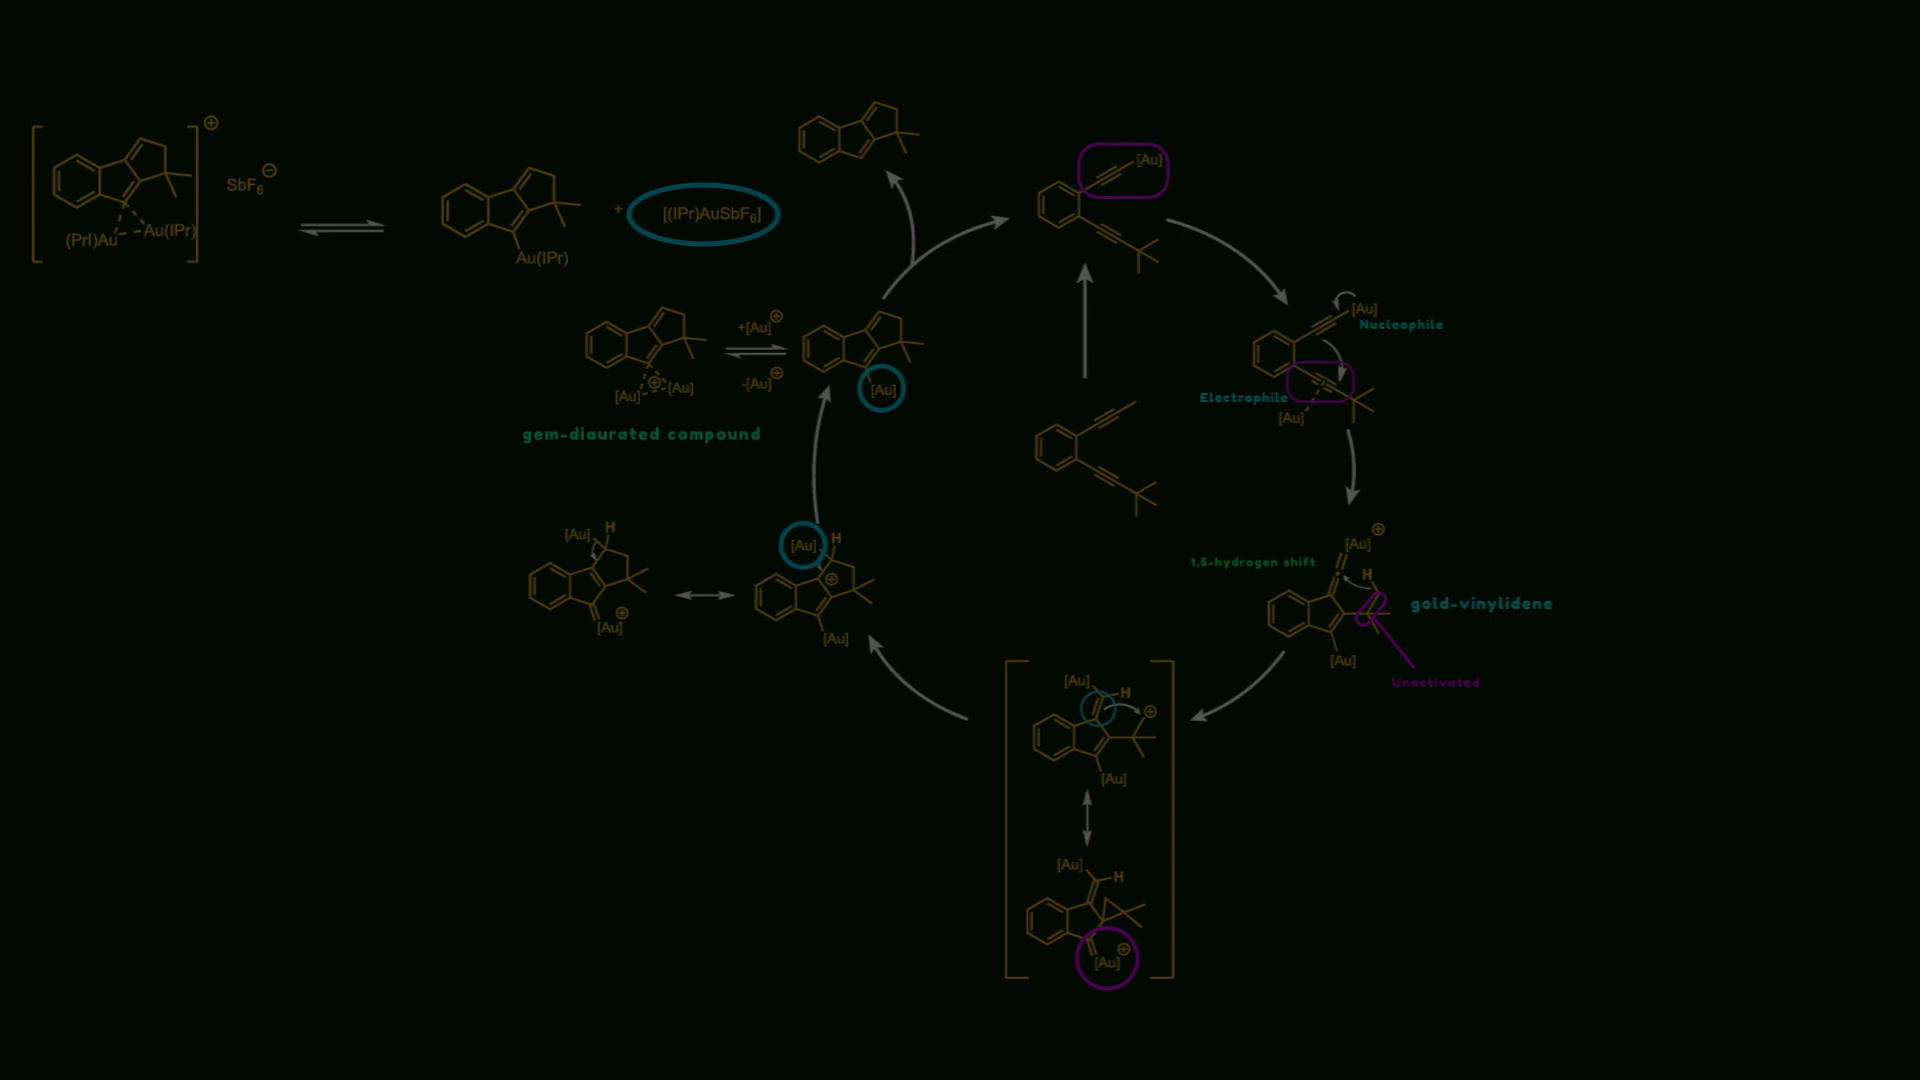 [Au]
⊕
SbF6 ⊖
(PrI)Au
Au(IPr)
+ [(IPr)AuSbF6]
Au(IPr)
[Au]
Nucleophile
Electrophile
[Au]
+[Au] ⊕
-[Au] ⊕
[Au]
[Au] ⊕ [Au]
gem-diaurated compound
[Au] H
⊕
[Au]
[Au] H
⊕
[Au]
⊕
[Au]
1,5-hydrogen shift
H
gold-vinylidene
[Au]
Unactivated
[Au]
H
⊕
[Au]
[Au]
H
⊕
[Au]